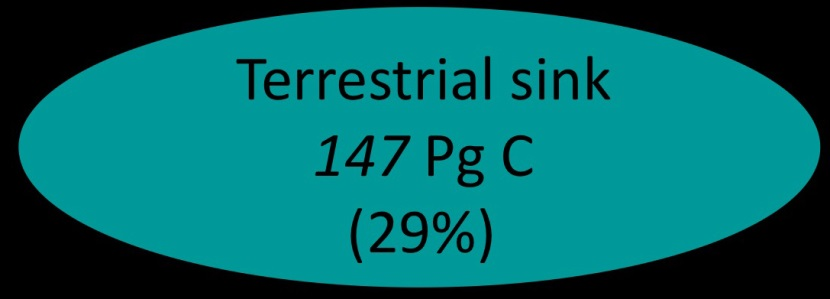 Terrestrial sink
147 Pg C
(29%)